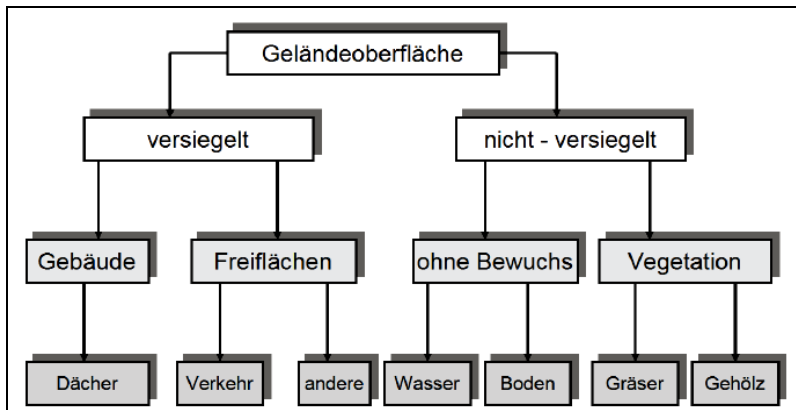 Geländeoberfläche
versiegelt
nicht - versiegelt
Gebäude
Freiflächen
ohne Bewuchs
Vegetation
Dächer
Verkehr
andere
Wasser
Boden
Gräser
Gehölz